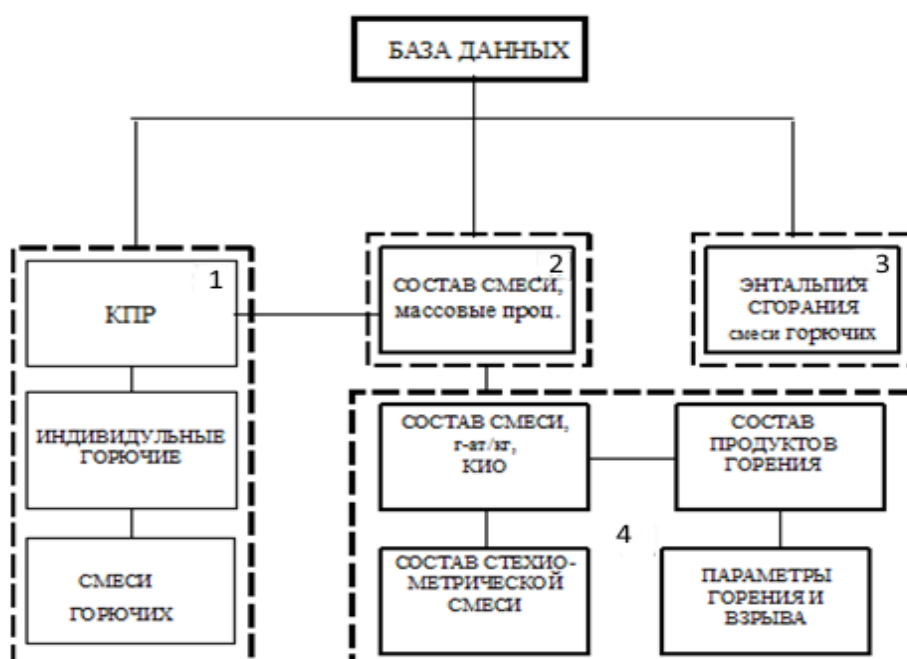 БАЗА ДАННЫХ
1
КПР
ИНДИВИДУЛЬНЫЕ
ГОРЮЧИЕ
СМЕСИ
ГОРЮЧИХ
2
СОСТАВ СМЕСИ,
массовые проц.
3
ЭНТАЛЬПИЯ
СГОРАНИЯ
смеси горючих
СОСТАВ СМЕСИ,
г-ат/кг,
КИО
СОСТАВ
ПРОДУКТОВ
ГОРЕНИЯ
4
СОСТАВ СТЕХИО-
МЕТРИЧЕСКОЙ
СМЕСИ
ПАРАМЕТРЫ
ГОРЕНИЯ И
ВЗРЫВА